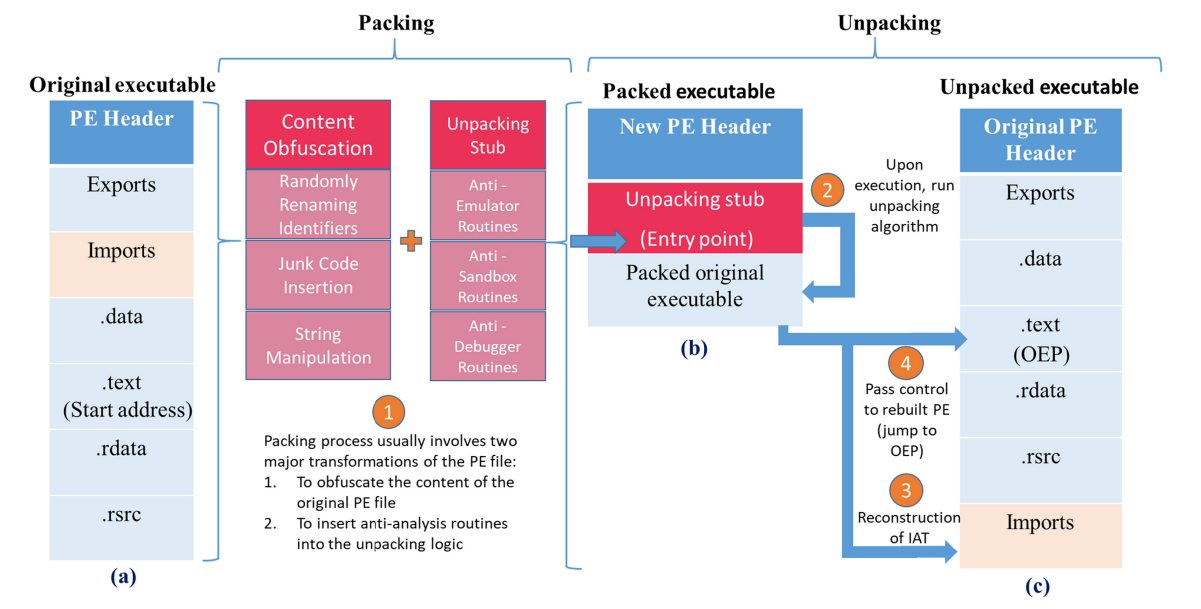 Packing
Unpacking
Original executable
PE Header
Exports
Imports
.data
.text
(Start address)
.rdata
.rsrc
(a)
Content
Obfuscation
Randomly
Renaming
Identifiers
Junk Code
Insertion
String
Manipulation
Unpacking
Stub
Anti -
Emulator
Routines
Anti -
Sandbox
Routines
Anti -
Debugger
Routines
1
Packing process usually involves two
major transformations of the PE file:
1. To obfuscate the content of the
original PE file
2. To insert anti-analysis routines
into the unpacking logic
Packed executable
New PE Header
Unpacking stub
(Entry point)
Packed original
executable
(b)
2
Upon
execution, run
unpacking
algorithm
4
Pass control
to rebuilt PE
(jump to
OEP)
3
Reconstruction
of IAT
Unpacked executable
Original PE
Header
Exports
.data
.text
(OEP)
.rdata
.rsrc
Imports
(c)